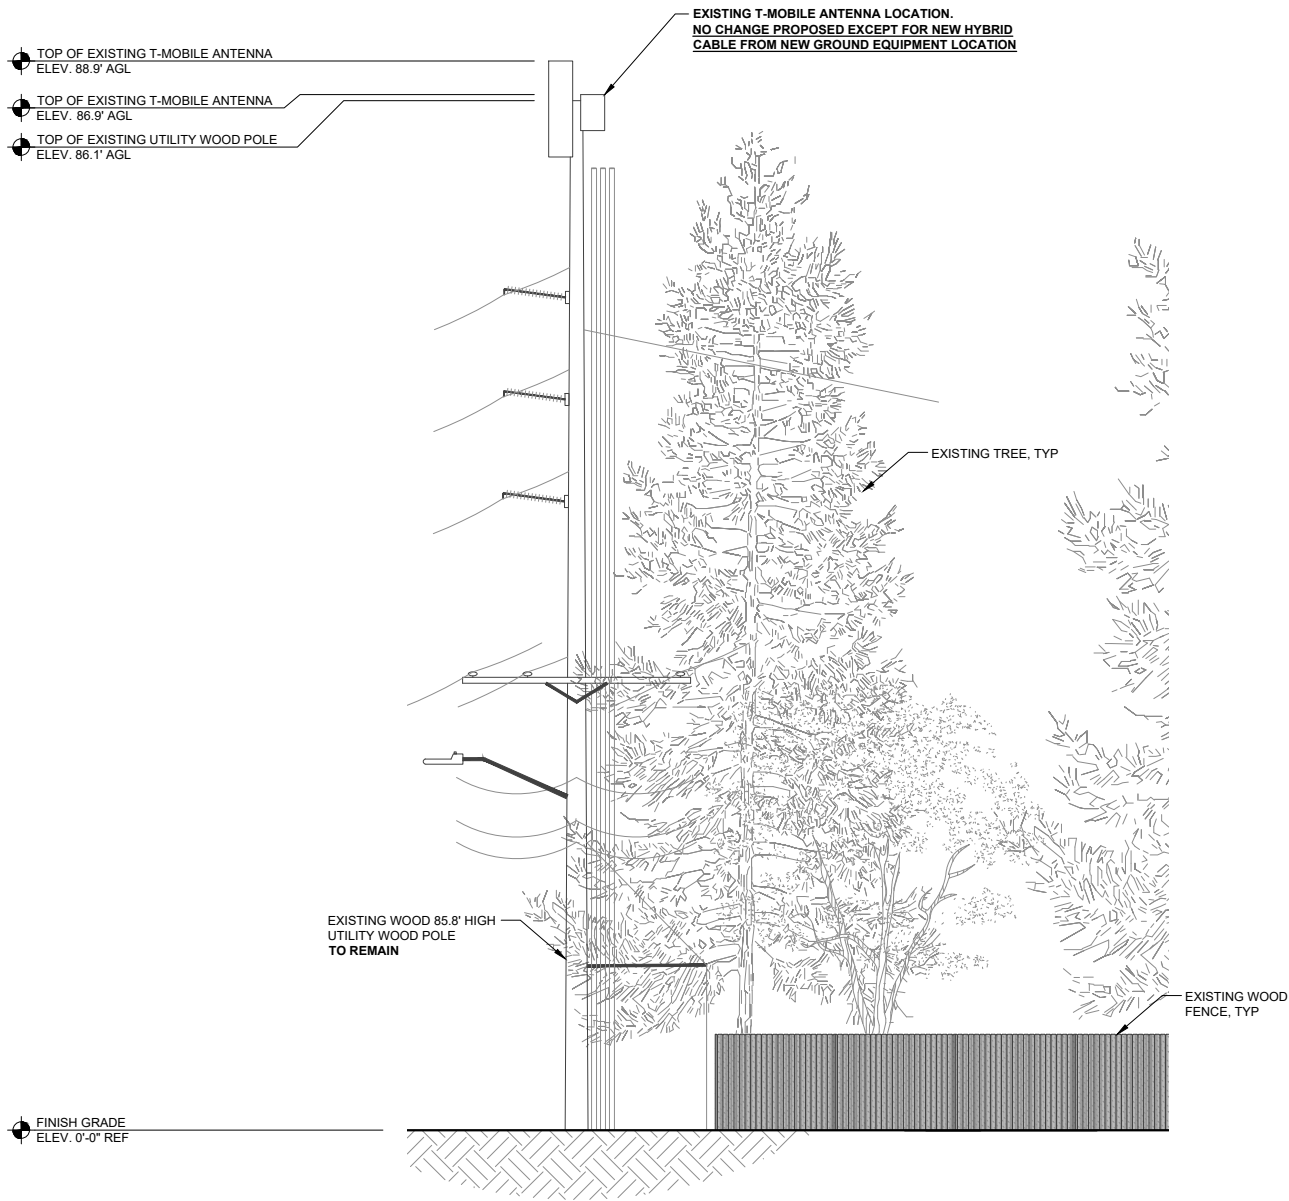 EXISTING T-MOBILE ANTENNA LOCATION.
NO CHANGE PROPOSED EXCEPT FOR NEW HYBRID
CABLE FROM NEW GROUND EQUIPMENT LOCATION
TOP OF EXISTING T-MOBILE ANTENNA
ELEV. 88.9' AGL
TOP OF EXISTING T-MOBILE ANTENNA
ELEV. 86.9' AGL
TOP OF EXISTING UTILITY WOOD POLE
ELEV. 86.1' AGL
EXISTING TREE, TYP
EXISTING WOOD 85.8' HIGH
UTILITY WOOD POLE
TO REMAIN
EXISTING WOOD
FENCE, TYP
FINISH GRADE
ELEV. 0'-0" REF